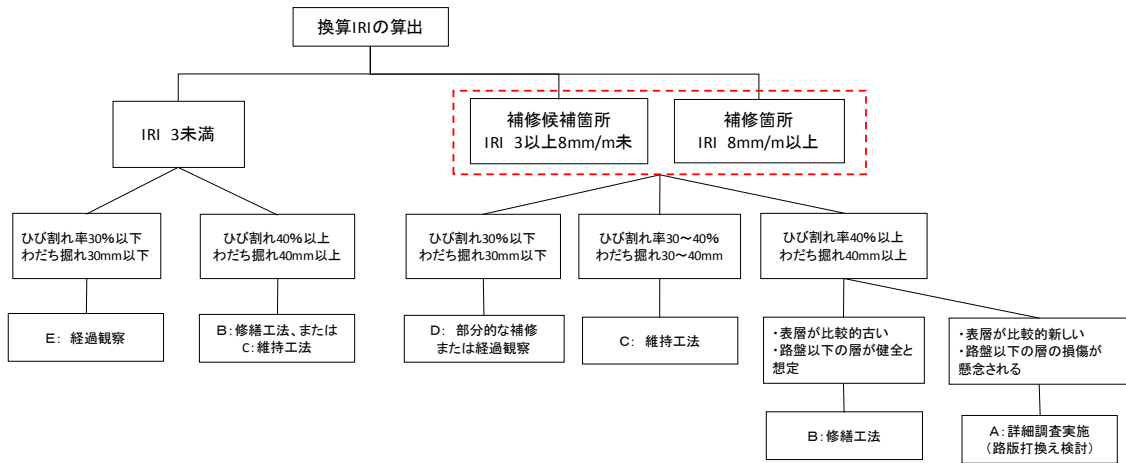 換算IRIの算出
IRI 3未満
補修候補箇所
IRI 3以上8mm/m未
補修箇所
IRI 8mm/m以上
ひび割れ率30%以下
わだち掘れ30mm以下
ひび割れ40%以上
わだち掘れ40mm以上
ひび割れ30%以下
わだち掘れ30mm以下
ひび割れ率30～40%
わだち掘れ30～40mm
ひび割れ率40%以上
わだち掘れ40mm以上
E: 経過観察
B:修繕工法、または
C:維持工法
D: 部分的な補修
または経過観察
C: 維持工法
・表層が比較的古い
・路盤以下の層が健全と
想定
・表層が比較的新しい
・路盤以下の層の損傷が
懸念される
B:修繕工法
A:詳細調査実施
(路版打換え検討)